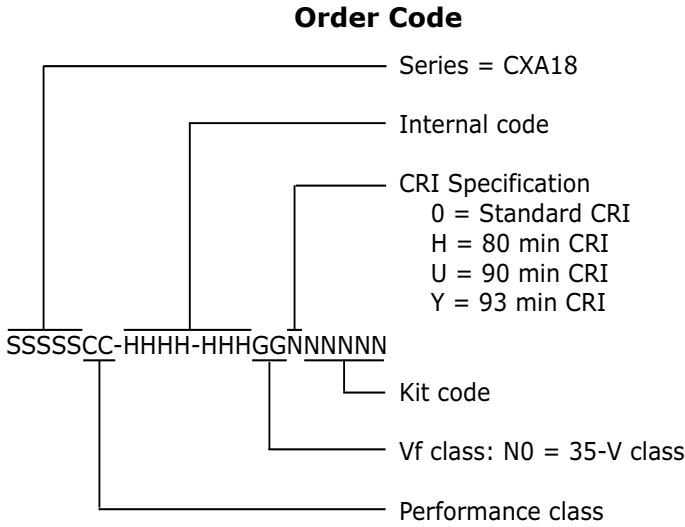 Order Code
Series = CXA18
Internal code
CRI Specification
0 = Standard CRI
H = 80 min CRI
U = 90 min CRI
Y = 93 min CRI
SSSSSCC-HHHH-HHHGGNNNNNN
Kit code
Vf class: N0 = 35-V class
Performance class